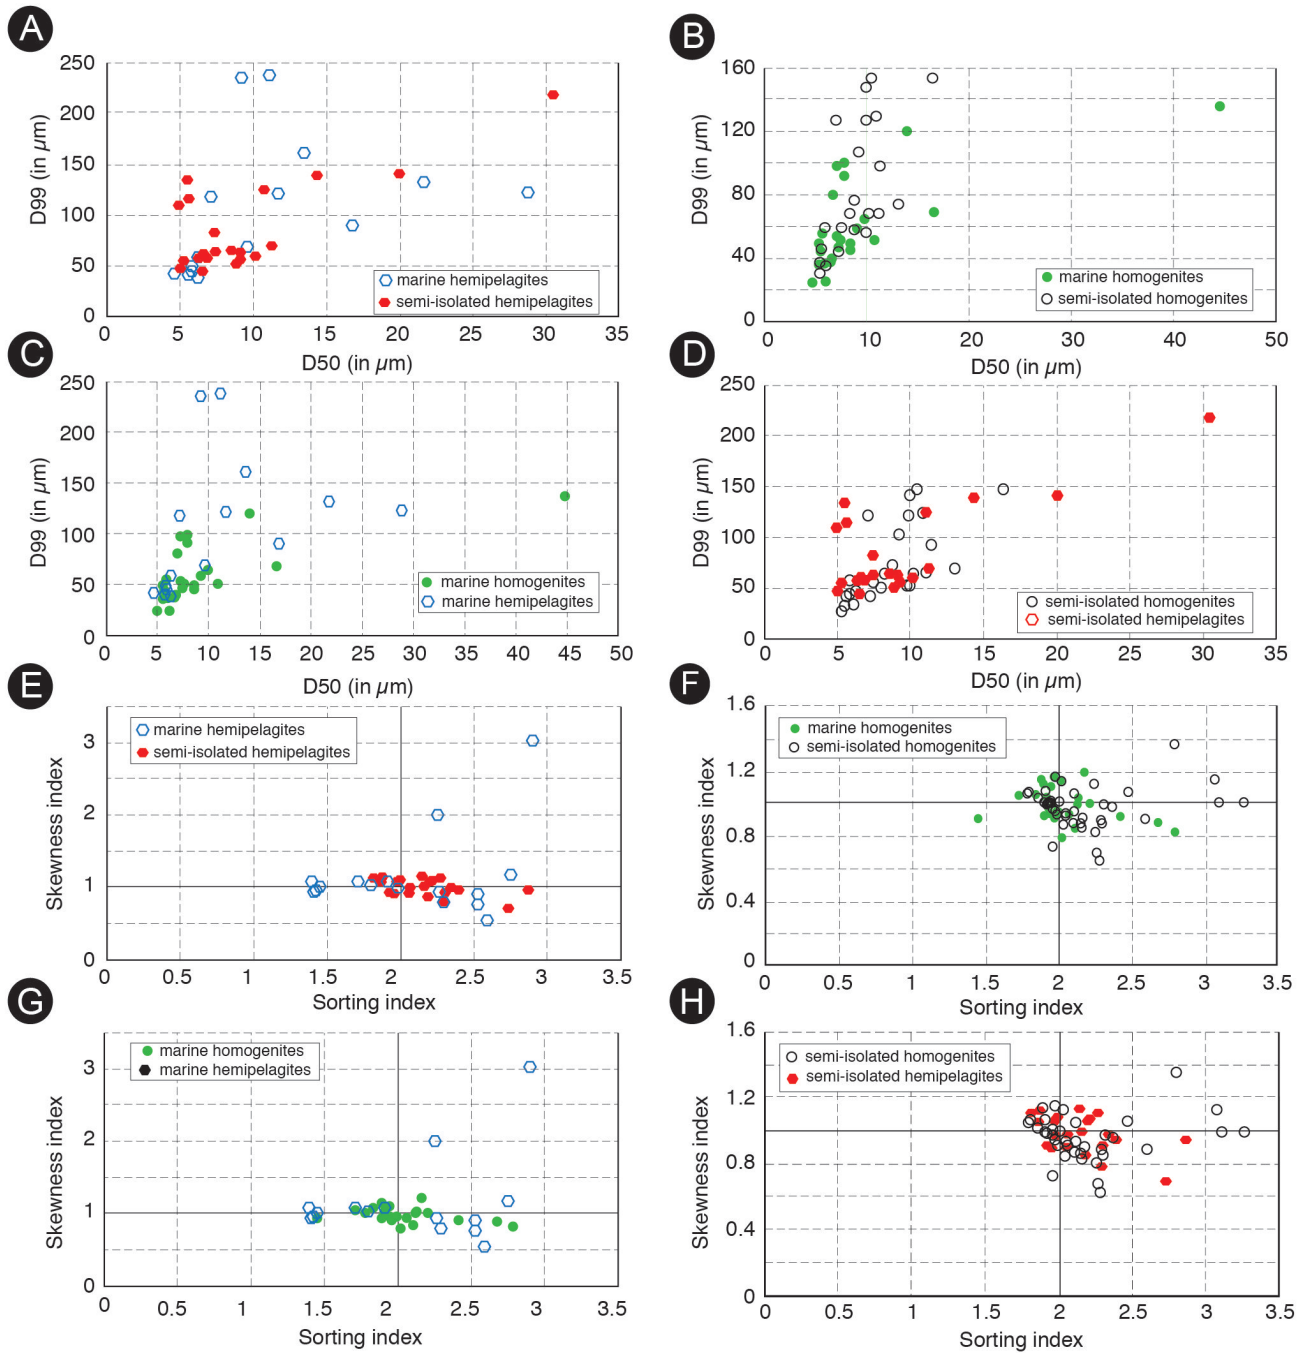 A
250
200
150
100
50
0
D99 (in µm)
marine hemipelagites
semi-isolated hemipelagites
0 5 10 15 20 25 30 35
D50 (in µm)
B
160
120
80
40
0
D99 (in µm)
marine homogenites
semi-isolated homogenites
0 10 20 30 40 50
D50 (in µm)
C
250
200
150
100
50
0
D99 (in µm)
marine homogenites
marine hemipelagites
0 5 10 15 20 25 30 35 40 45 50
D50 (in µm)
D
250
200
150
100
50
0
D99 (in µm)
semi-isolated homogenites
semi-isolated hemipelagites
0 5 10 15 20 25 30 35
D50 (in µm)
E
3
2
1
0
Skewness index
marine hemipelagites
semi-isolated hemipelagites
0 0.5 1 1.5 2 2.5 3 3.5
Sorting index
F
1.6
1.2
0.8
0.4
0
Skewness index
marine homogenites
semi-isolated homogenites
0 0.5 1 1.5 2 2.5 3 3.5
Sorting index
G
3
2
1
0
Skewness index
marine homogenites
marine hemipelagites
0 0.5 1 1.5 2 2.5 3 3.5
Sorting index
H
1.6
1.2
0.8
0.4
0
Skewness index
semi-isolated homogenites
semi-isolated hemipelagites
0 0.5 1 1.5 2 2.5 3 3.5
Sorting index